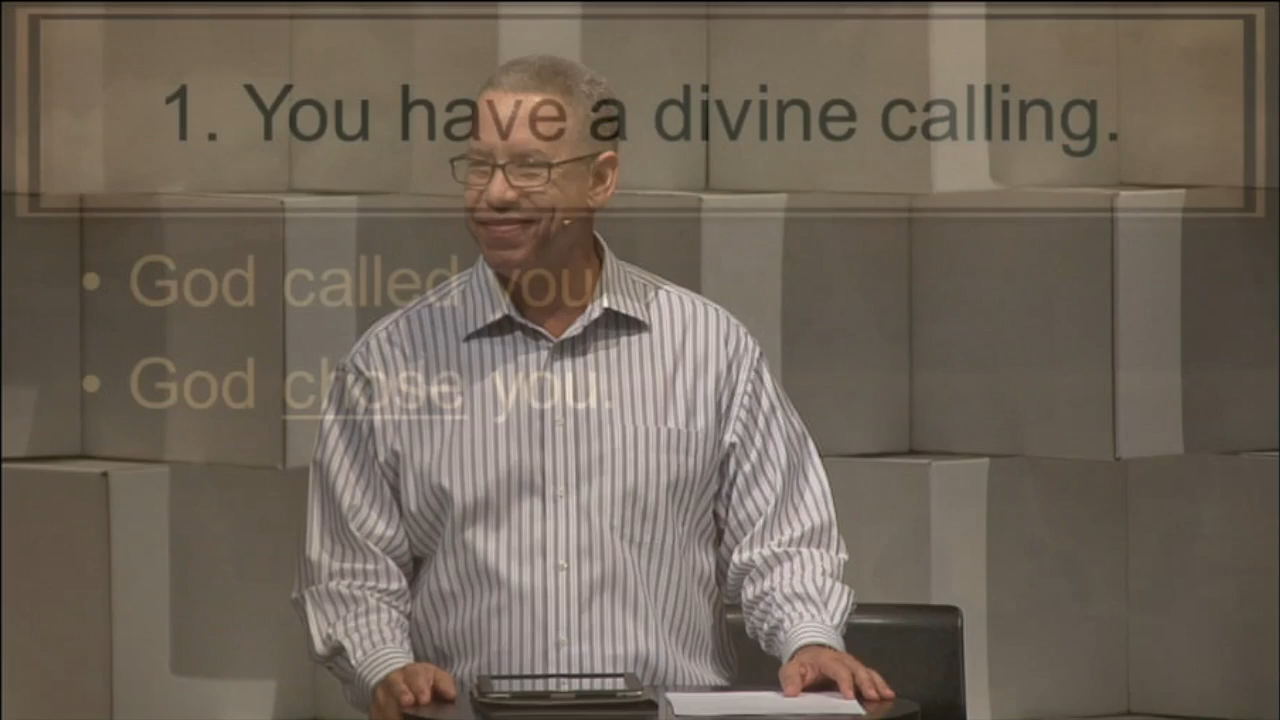 1. You have a divine calling.
• God called you.
• God chose you.